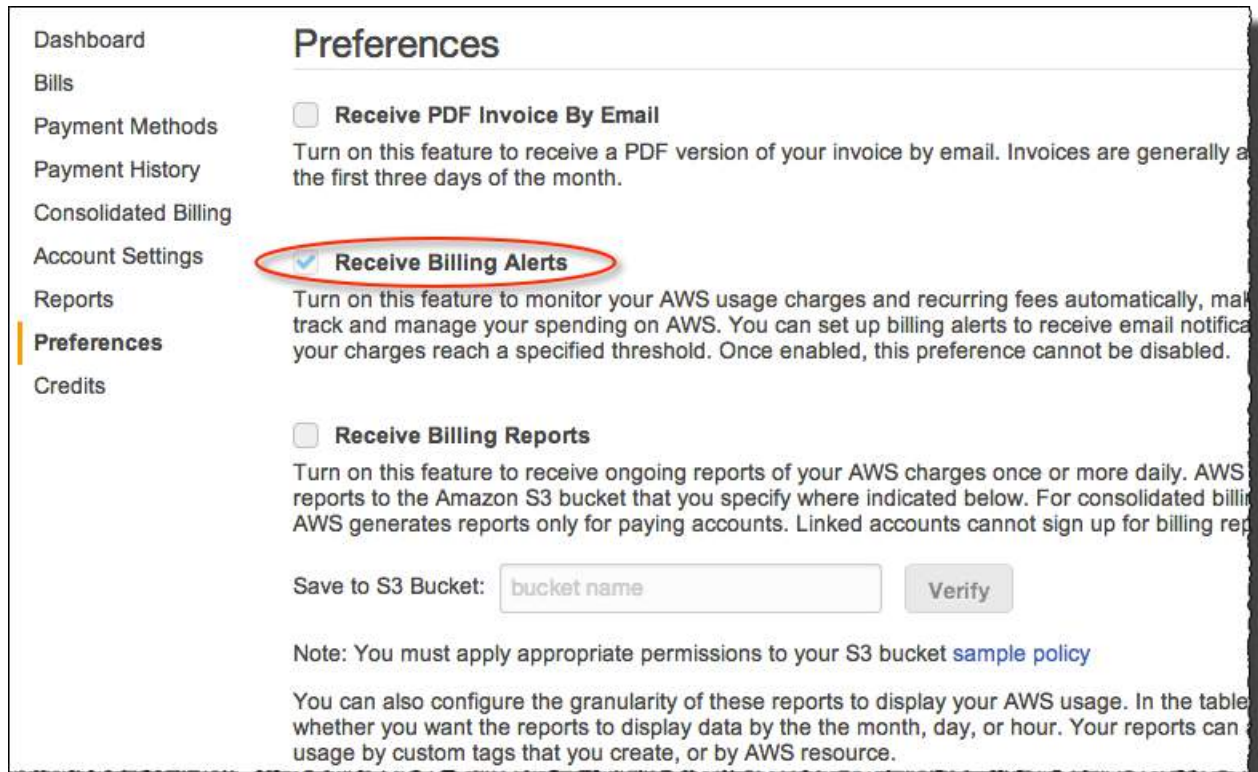 Dashboard
Bills
Payment Methods
Payment History
Consolidated Billing
Account Settings
Reports
Preferences
Credits
Preferences
Receive PDF Invoice By Email
Turn on this feature to receive a PDF version of your invoice by email. Invoices are generally a
the first three days of the month.
Receive Billing Alerts
Turn on this feature to monitor your AWS usage charges and recurring fees automatically,
track and manage your spending on AWS. You can set up billing alerts to receive email
your charges reach a specified threshold. Once enabled, this preference cannot be disabled.
Receive Billing Reports
Turn on this feature to receive ongoing reports of your AWS charges once or more daily. AWS
reports to the Amazon S3 bucket that you specify where indicated below. For consolidated
AWS generates reports only for paying accounts. Linked accounts cannot sign up for billing
Save to S3 Bucket: bucket name Verify
Note: You must apply appropriate permissions to your S3 bucket sample policy
You can also configure the granularity of these reports to display your AWS usage. In the table
whether you want the reports to display data by the the month, day, or hour. Your reports can
usage by custom tags that you create, or by AWS resource.